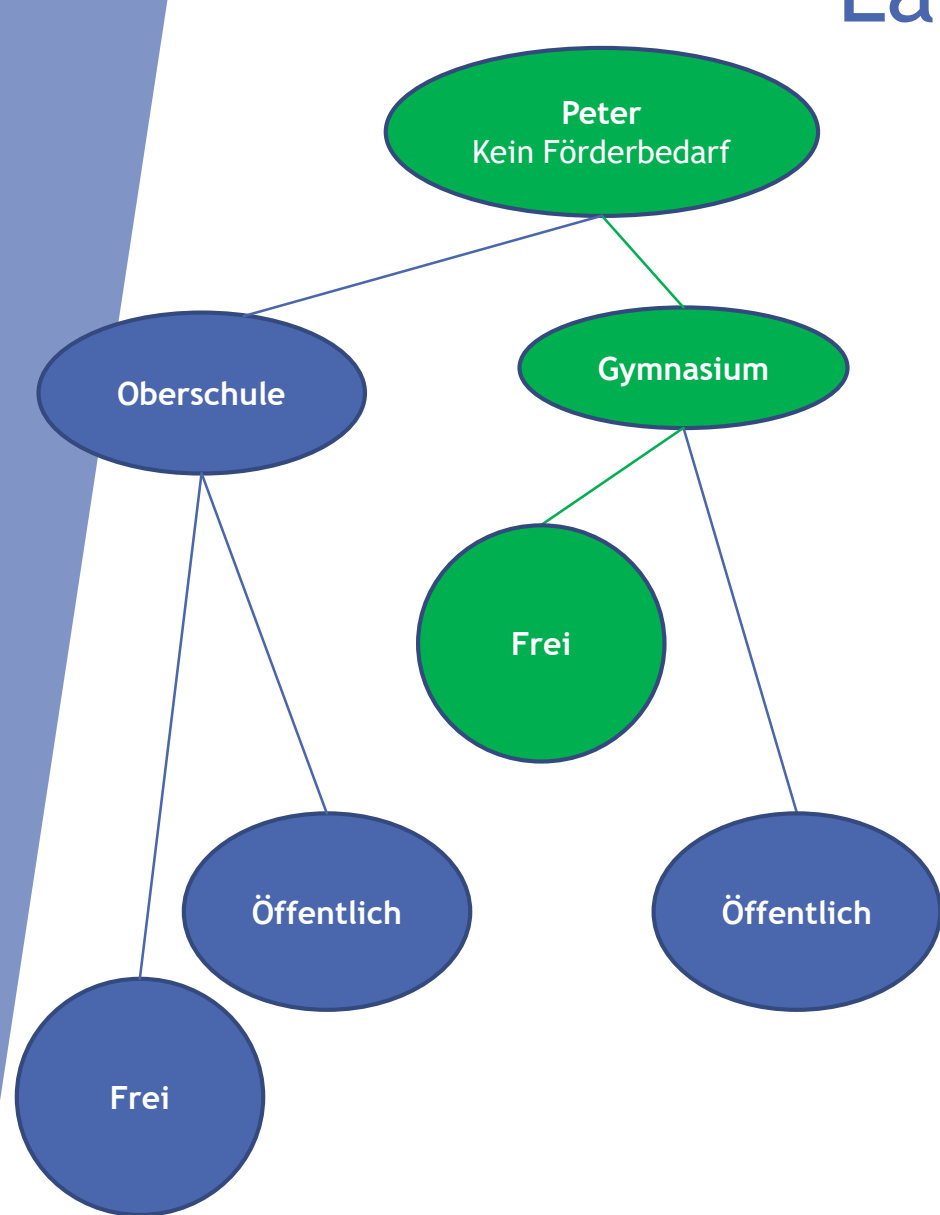 Peter
Kein Förderbedarf
Gymnasium
Oberschule
Frei
Öffentlich
Öffentlich
Frei